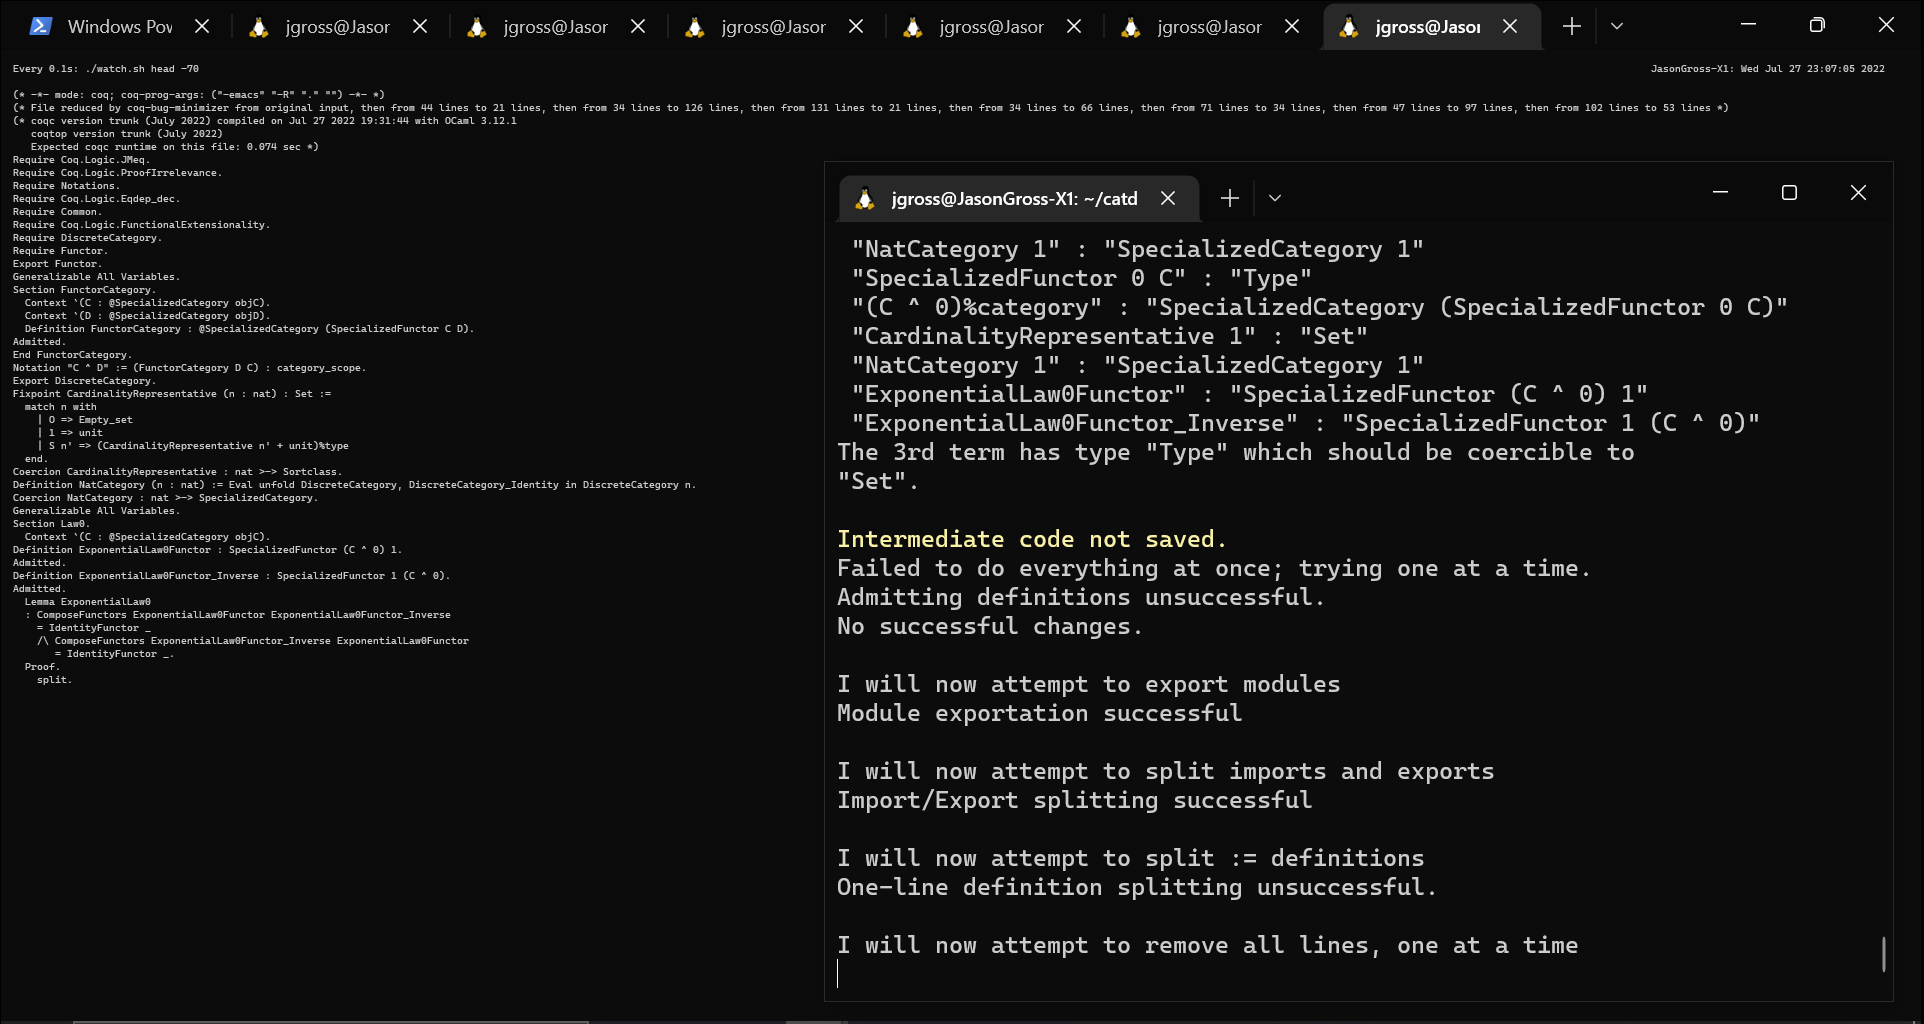 Windows Pow
jgross@Jasor
jgross@Jasor
jgross@Jasor
jgross@Jasor
jgross@Jasor
jgross@Jasor
Every 0.1s: ./watch.sh head -70
JasonGross-X1: Wed Jul 27 23:07:05 2022
(* -*- mode: coq; coq-prog-args: ("-emacs" "-R" "." "") -*- *)
(* File reduced by coq-bug-minimizer from original input, then from 44 lines to 21 lines, then from 34 lines to 126 lines, then from 131 lines to 21 lines, then from 34 lines to 66 lines, then from 71 lines to 34 lines, then from 47 lines to 97 lines, then from 102 lines to 53 lines *)
(* coqc version trunk (July 2022) compiled on Jul 27 2022 19:31:44 with OCaml 3.12.1
coqtop version trunk (July 2022)
Expected coqc runtime on this file: 0.074 sec *)
Require Coq.Logic.JMeq.
Require Coq.Logic.ProofIrrelevance.
Require Notations.
Require Coq.Logic.Eqdep_dec.
Require Common.
Require Coq.Logic.FunctionalExtensionality.
Require DiscreteCategory.
Require Functor.
Export Functor.
Generalizable All Variables.
Section FunctorCategory.
Context `(C : @SpecializedCategory objC).
Context `(D : @SpecializedCategory objD).
Definition FunctorCategory : @SpecializedCategory (SpecializedFunctor C D).
Admitted.
End FunctorCategory.
Notation "C ^ D" := (FunctorCategory D C) : category_scope.
Export DiscreteCategory.
Fixpoint CardinalityRepresentative (n : nat) : Set :=
match n with
| O => Empty_set
| 1 => unit
| S n' => (CardinalityRepresentative n' + unit)%type
end.
Coercion CardinalityRepresentative : nat >-> Sortclass.
Definition NatCategory (n : nat) := Eval unfold DiscreteCategory, DiscreteCategory_Identity in DiscreteCategory n.
Coercion NatCategory : nat >-> SpecializedCategory.
Generalizable All Variables.
Section Law0.
Context `(C : @SpecializedCategory objC).
Definition ExponentialLaw0Functor : SpecializedFunctor (C ^ 0) 1.
Admitted.
Definition ExponentialLaw0Functor_Inverse : SpecializedFunctor 1 (C ^ 0).
Admitted.
Lemma ExponentialLaw0
: ComposeFunctors ExponentialLaw0Functor ExponentialLaw0Functor_Inverse
= IdentityFunctor _
/\ ComposeFunctors ExponentialLaw0Functor_Inverse ExponentialLaw0Functor
= IdentityFunctor _.
Proof.
split.
jgross@JasonGross-X1: ~/catd
"NatCategory 1" : "SpecializedCategory 1"
"SpecializedFunctor 0 C" : "Type"
"(C ^ 0)%category" : "SpecializedCategory (SpecializedFunctor 0 C)"
"CardinalityRepresentative 1" : "Set"
"NatCategory 1" : "SpecializedCategory 1"
"ExponentialLaw0Functor" : "SpecializedFunctor (C ^ 0) 1"
"ExponentialLaw0Functor_Inverse" : "SpecializedFunctor 1 (C ^ 0)"
The 3rd term has type "Type" which should be coercible to
"Set".
Intermediate code not saved.
Failed to do everything at once; trying one at a time.
Admitting definitions unsuccessful.
No successful changes.
I will now attempt to export modules
Module exportation successful
I will now attempt to split imports and exports
Import/Export splitting successful
I will now attempt to split := definitions
One-line definition splitting unsuccessful.
I will now attempt to remove all lines, one at a time